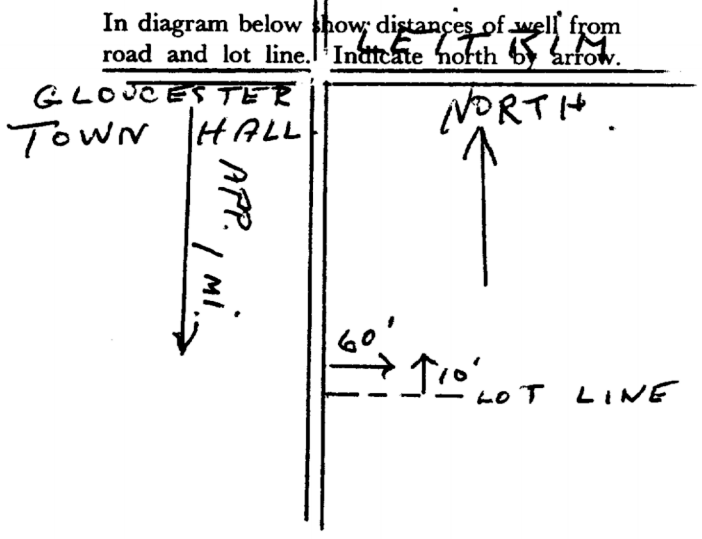 In diagram below show distances of well from
road and lot line. Indicate north by arrow.
LEITRIM
GLOUCESTER
TOWN HALL
APP. 1 MI.
NORTH
60'
10'
LOT LINE